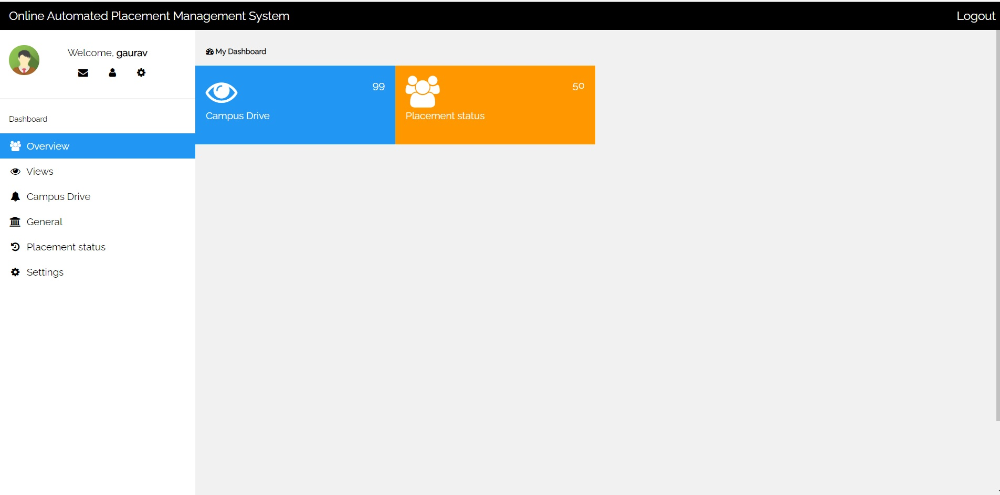 Online Automated Placement Management System
Logout
Welcome, gaurav
Dashboard
Overview
Views
Campus Drive
General
Placement status
Settings
My Dashboard
99
Campus Drive
50
Placement status